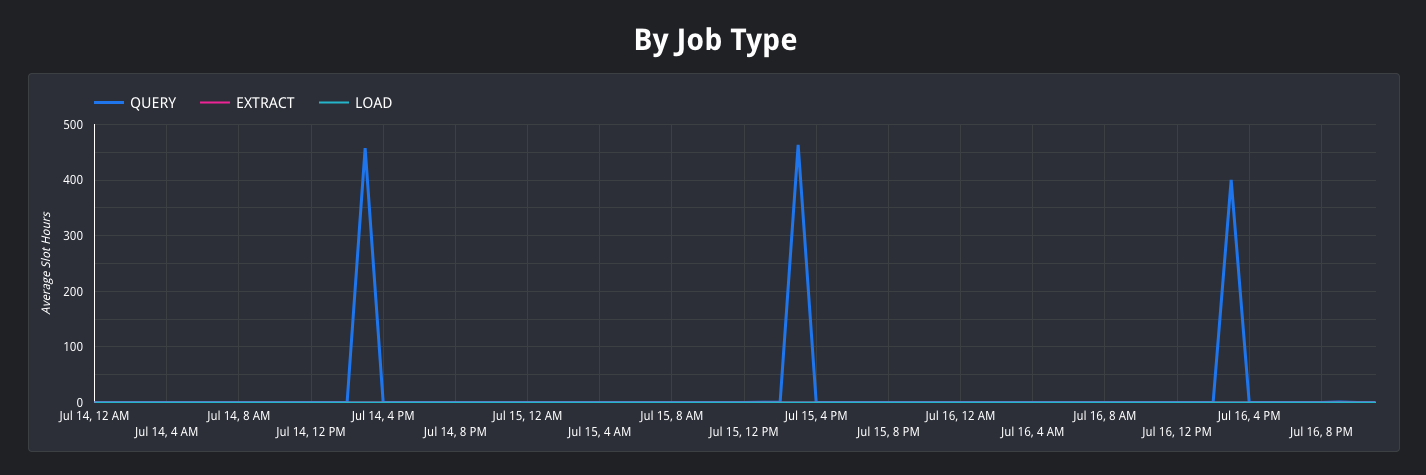 By Job Type
QUERY EXTRACT LOAD
Average Slot Hours
500
400
300
200
100
0
Jul 14, 12 AM Jul 14, 8 AM Jul 14, 4 PM Jul 15, 12 AM Jul 15, 8 AM Jul 15, 4 PM Jul 16, 12 AM Jul 16, 8 AM Jul 16, 4 PM
Jul 14, 4 AM Jul 14, 12 PM Jul 14, 8 PM Jul 15, 4 AM Jul 15, 12 PM Jul 15, 8 PM Jul 16, 4 AM Jul 16, 12 PM Jul 16, 8 PM